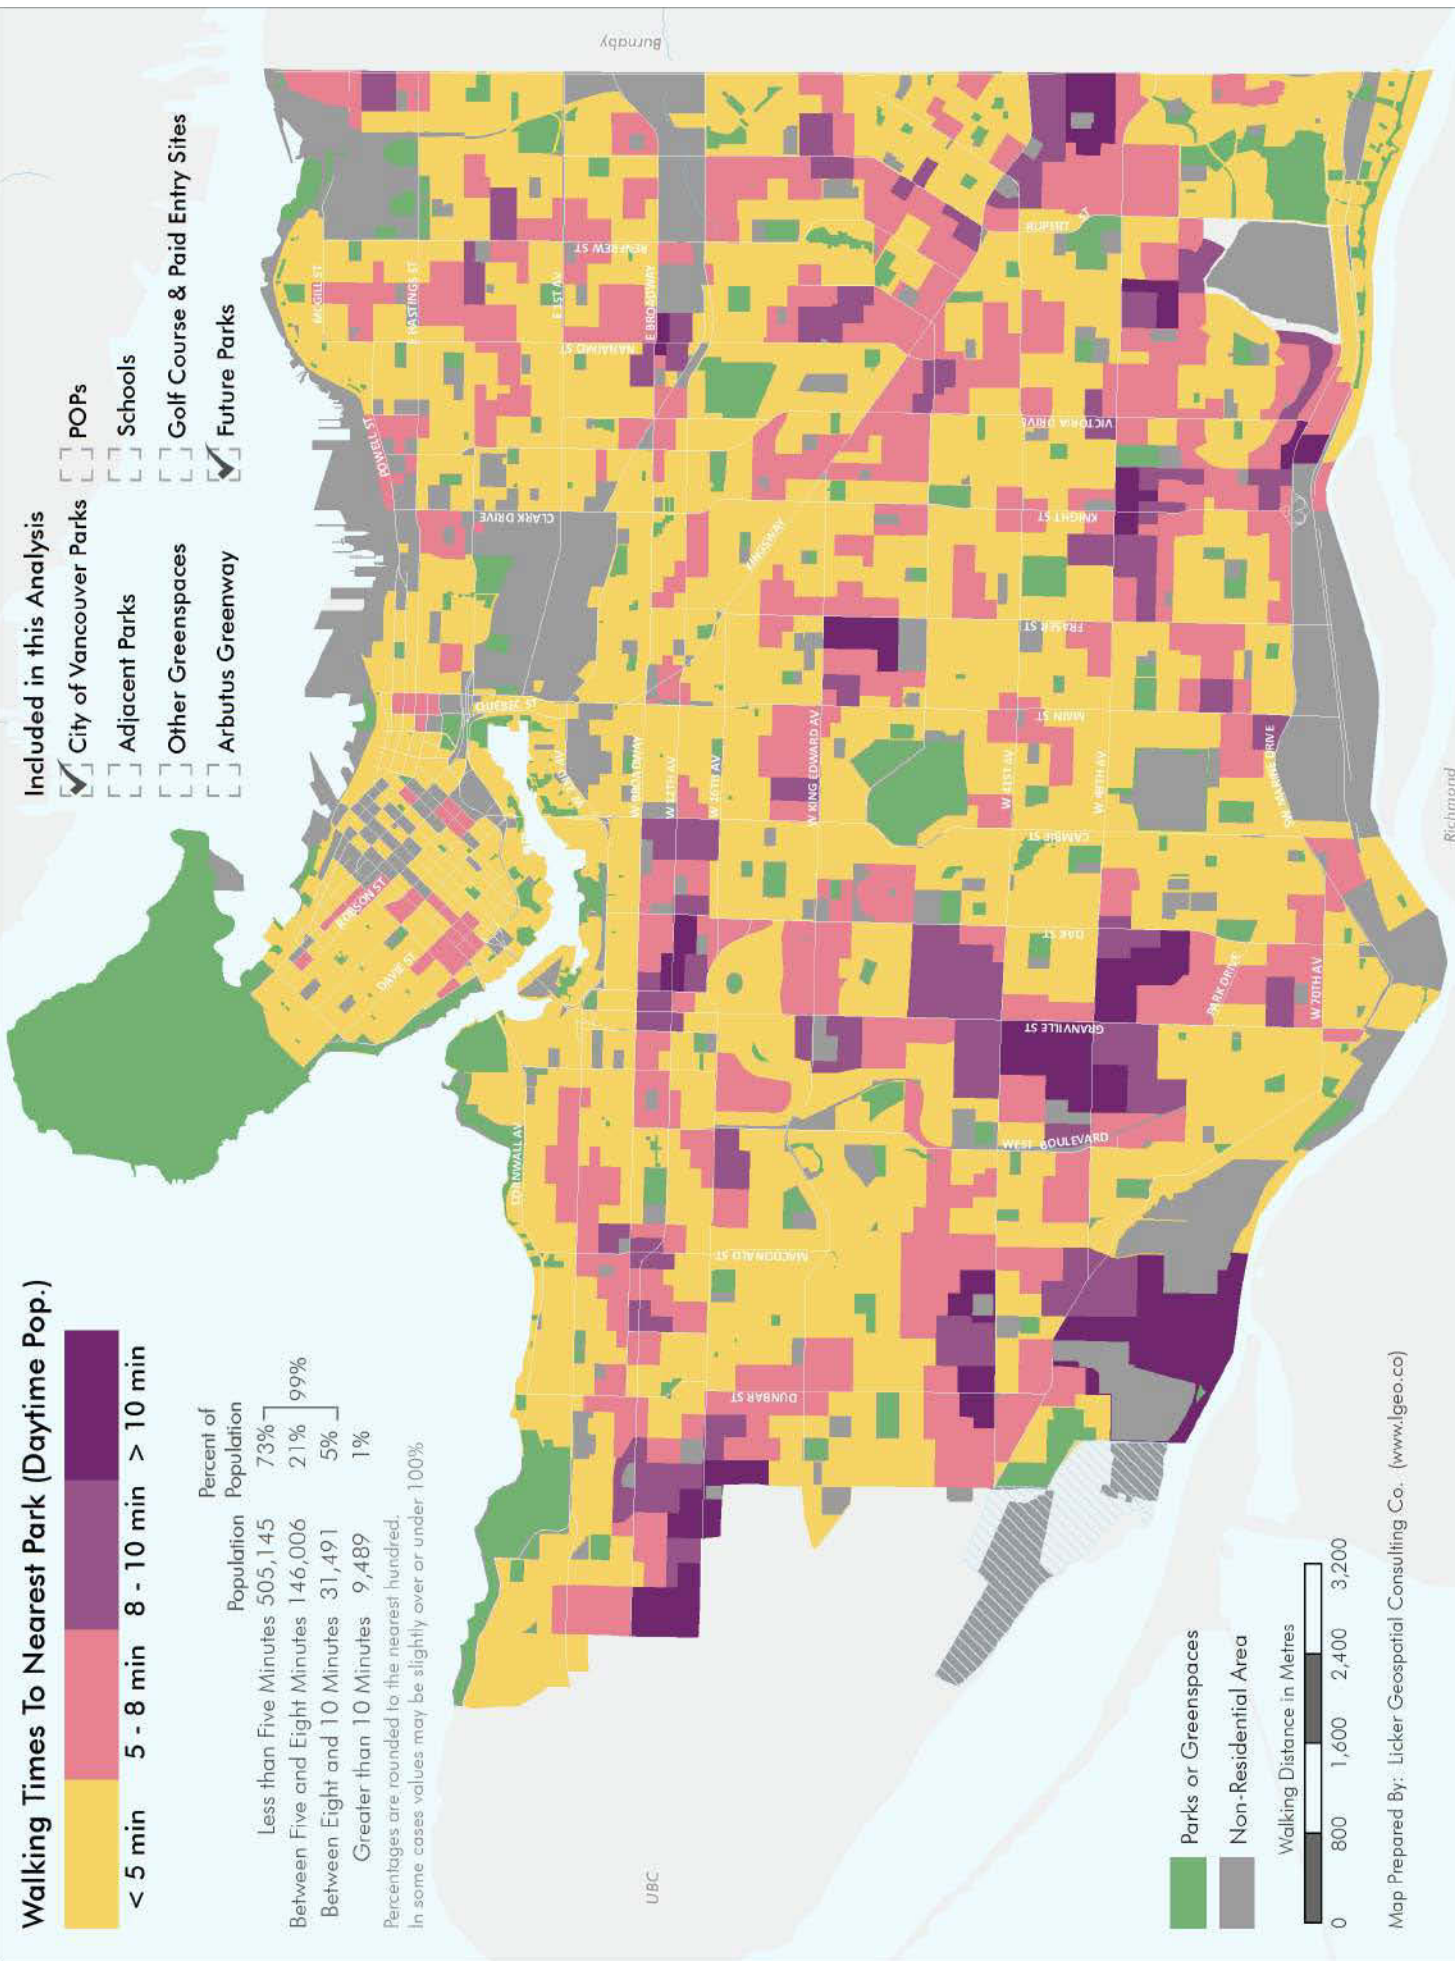 Walking Times To Nearest Park (Daytime Pop.)
< 5 min
5 - 8 min
8 - 10 min
> 10 min
Population
Percent of
Population
Less than Five Minutes 505,145 73%
Between Five and Eight Minutes 146,006 21% 99%
Between Eight and 10 Minutes 31,491 5%
Greater than 10 Minutes 9,489 1%
Percentages are rounded to the nearest hundred.
In some cases values may be slightly over or under 100%
Included in this Analysis
City of Vancouver Parks
POPs
Adjacent Parks
Schools
Other Greenspaces
Golf Course & Paid Entry Sites
Arbutus Greenway
Future Parks
MCGILL ST
E HASTINGS ST
POWELL ST
RENFREW ST
E 1ST AV
NANAIMO ST
E BROADWAY
CLARK DRIVE
QUEBEC ST
ROBSON ST
DAVIE ST
CORNWALL AV
W 2ND AV
W BROADWAY
W 12TH AV
W 16TH AV
KINGSWAY
W KING EDWARD AV
MACDONALD ST
DUNBAR ST
RUPERT ST
VICTORIA DRIVE
KNIGHT ST
FRASER ST
MAIN ST
W 41ST AV
W 49TH AV
CAMBIE ST
OAK ST
GRANVILLE ST
WEST BOULEVARD
PARK DRIVE
W 70TH AV
SW MARINE DRIVE
Burnaby
Richmond
UBC
Parks or Greenspaces
Non-Residential Area
Walking Distance in Metres
0 800 1,600 2,400 3,200
Map Prepared By: Licker Geospatial Consulting Co. (www.lgeo.co)